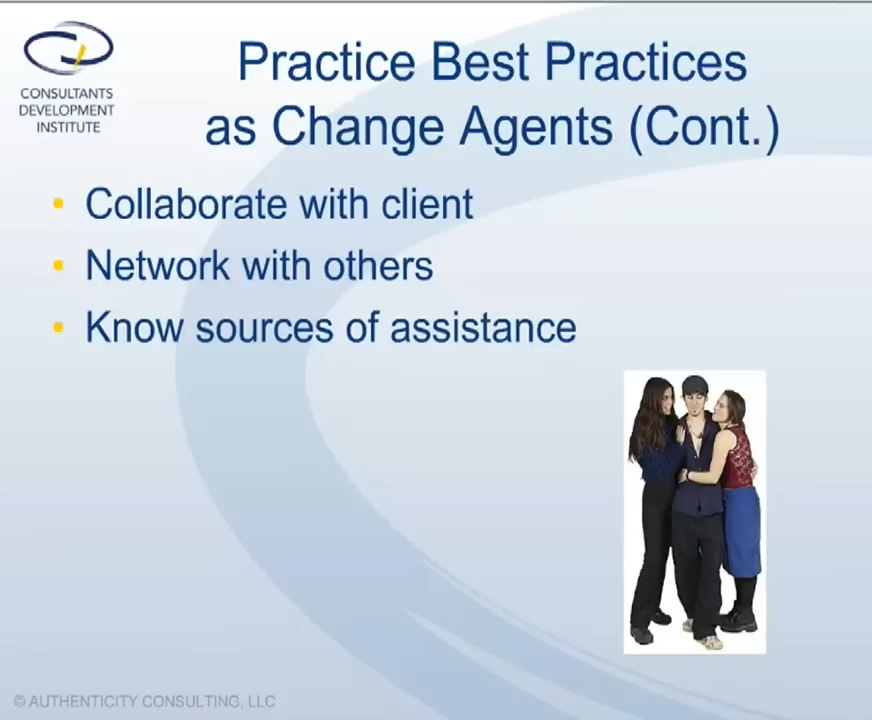 CONSULTANTS
DEVELOPMENT
INSTITUTE
Practice Best Practices
as Change Agents (Cont.)
• Collaborate with client
• Network with others
• Know sources of assistance
© AUTHENTICITY CONSULTING, LLC